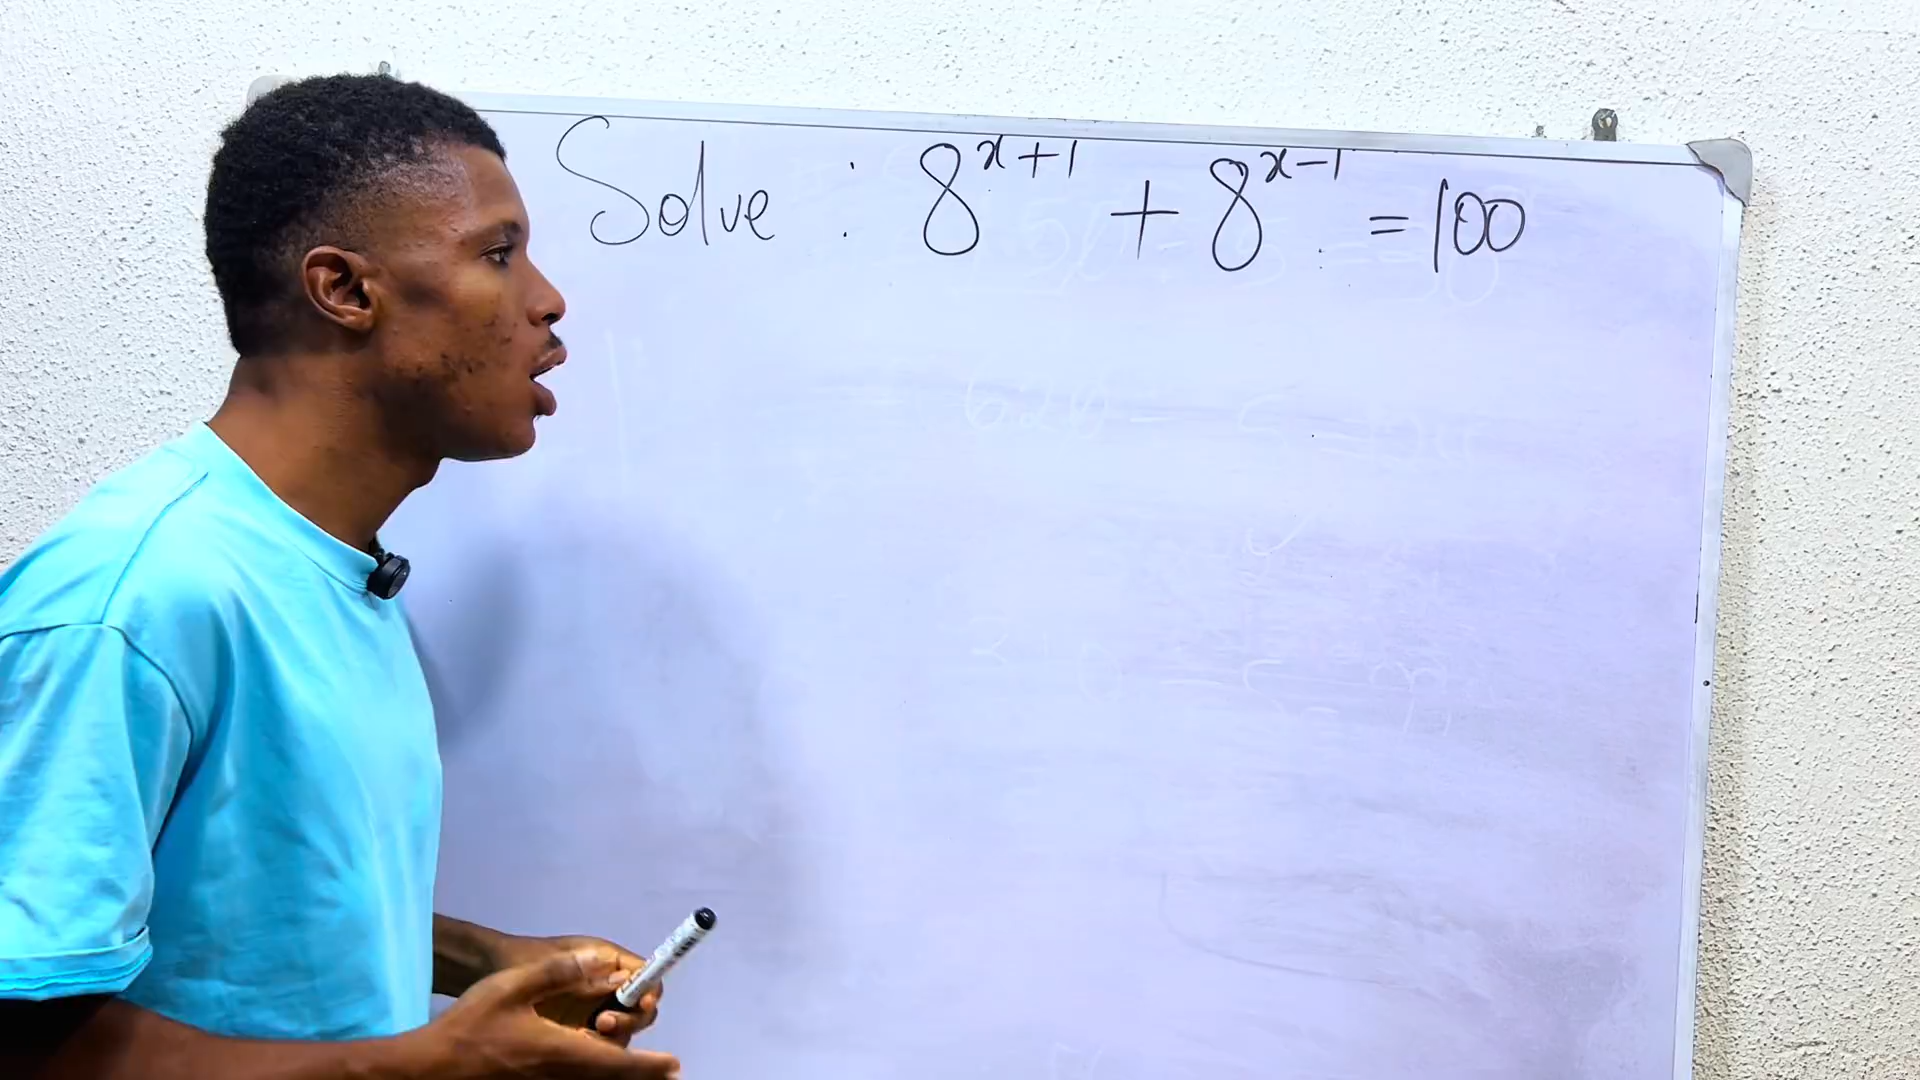 Solve : 8^{x+1} + 8^{x-1} = 100